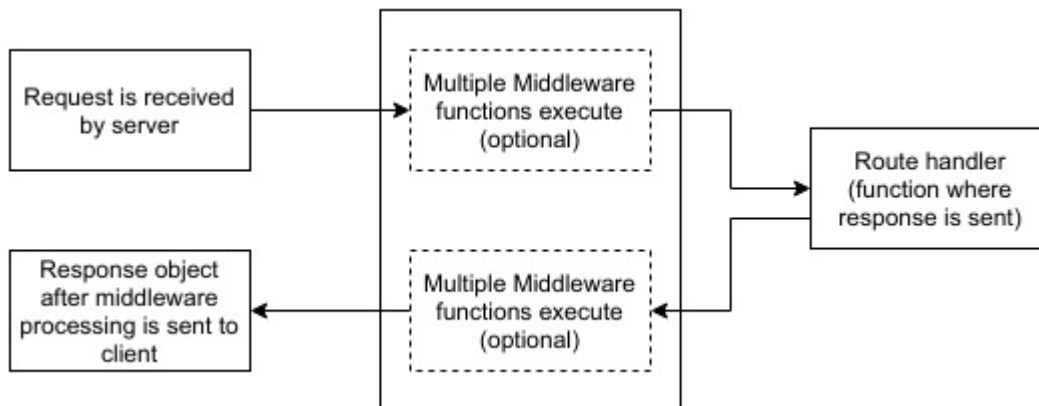 Request is received
by server
Multiple Middleware
functions execute
(optional)
Route handler
(function where
response is sent)
Response object
after middleware
processing is sent to
client
Multiple Middleware
functions execute
(optional)